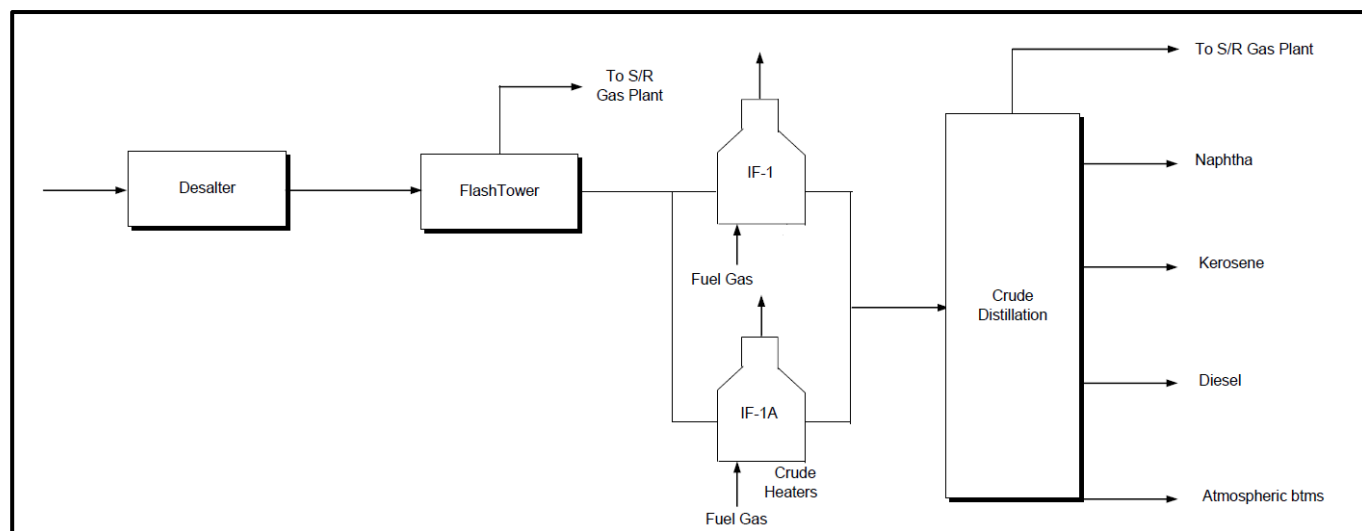 To S/R Gas Plant
To S/R
Gas Plant
Naphtha
IF-1
Desalter
FlashTower
Kerosene
Fuel Gas
Crude
Distillation
Diesel
IF-1A
Crude
Heaters
Atmospheric btms
Fuel Gas